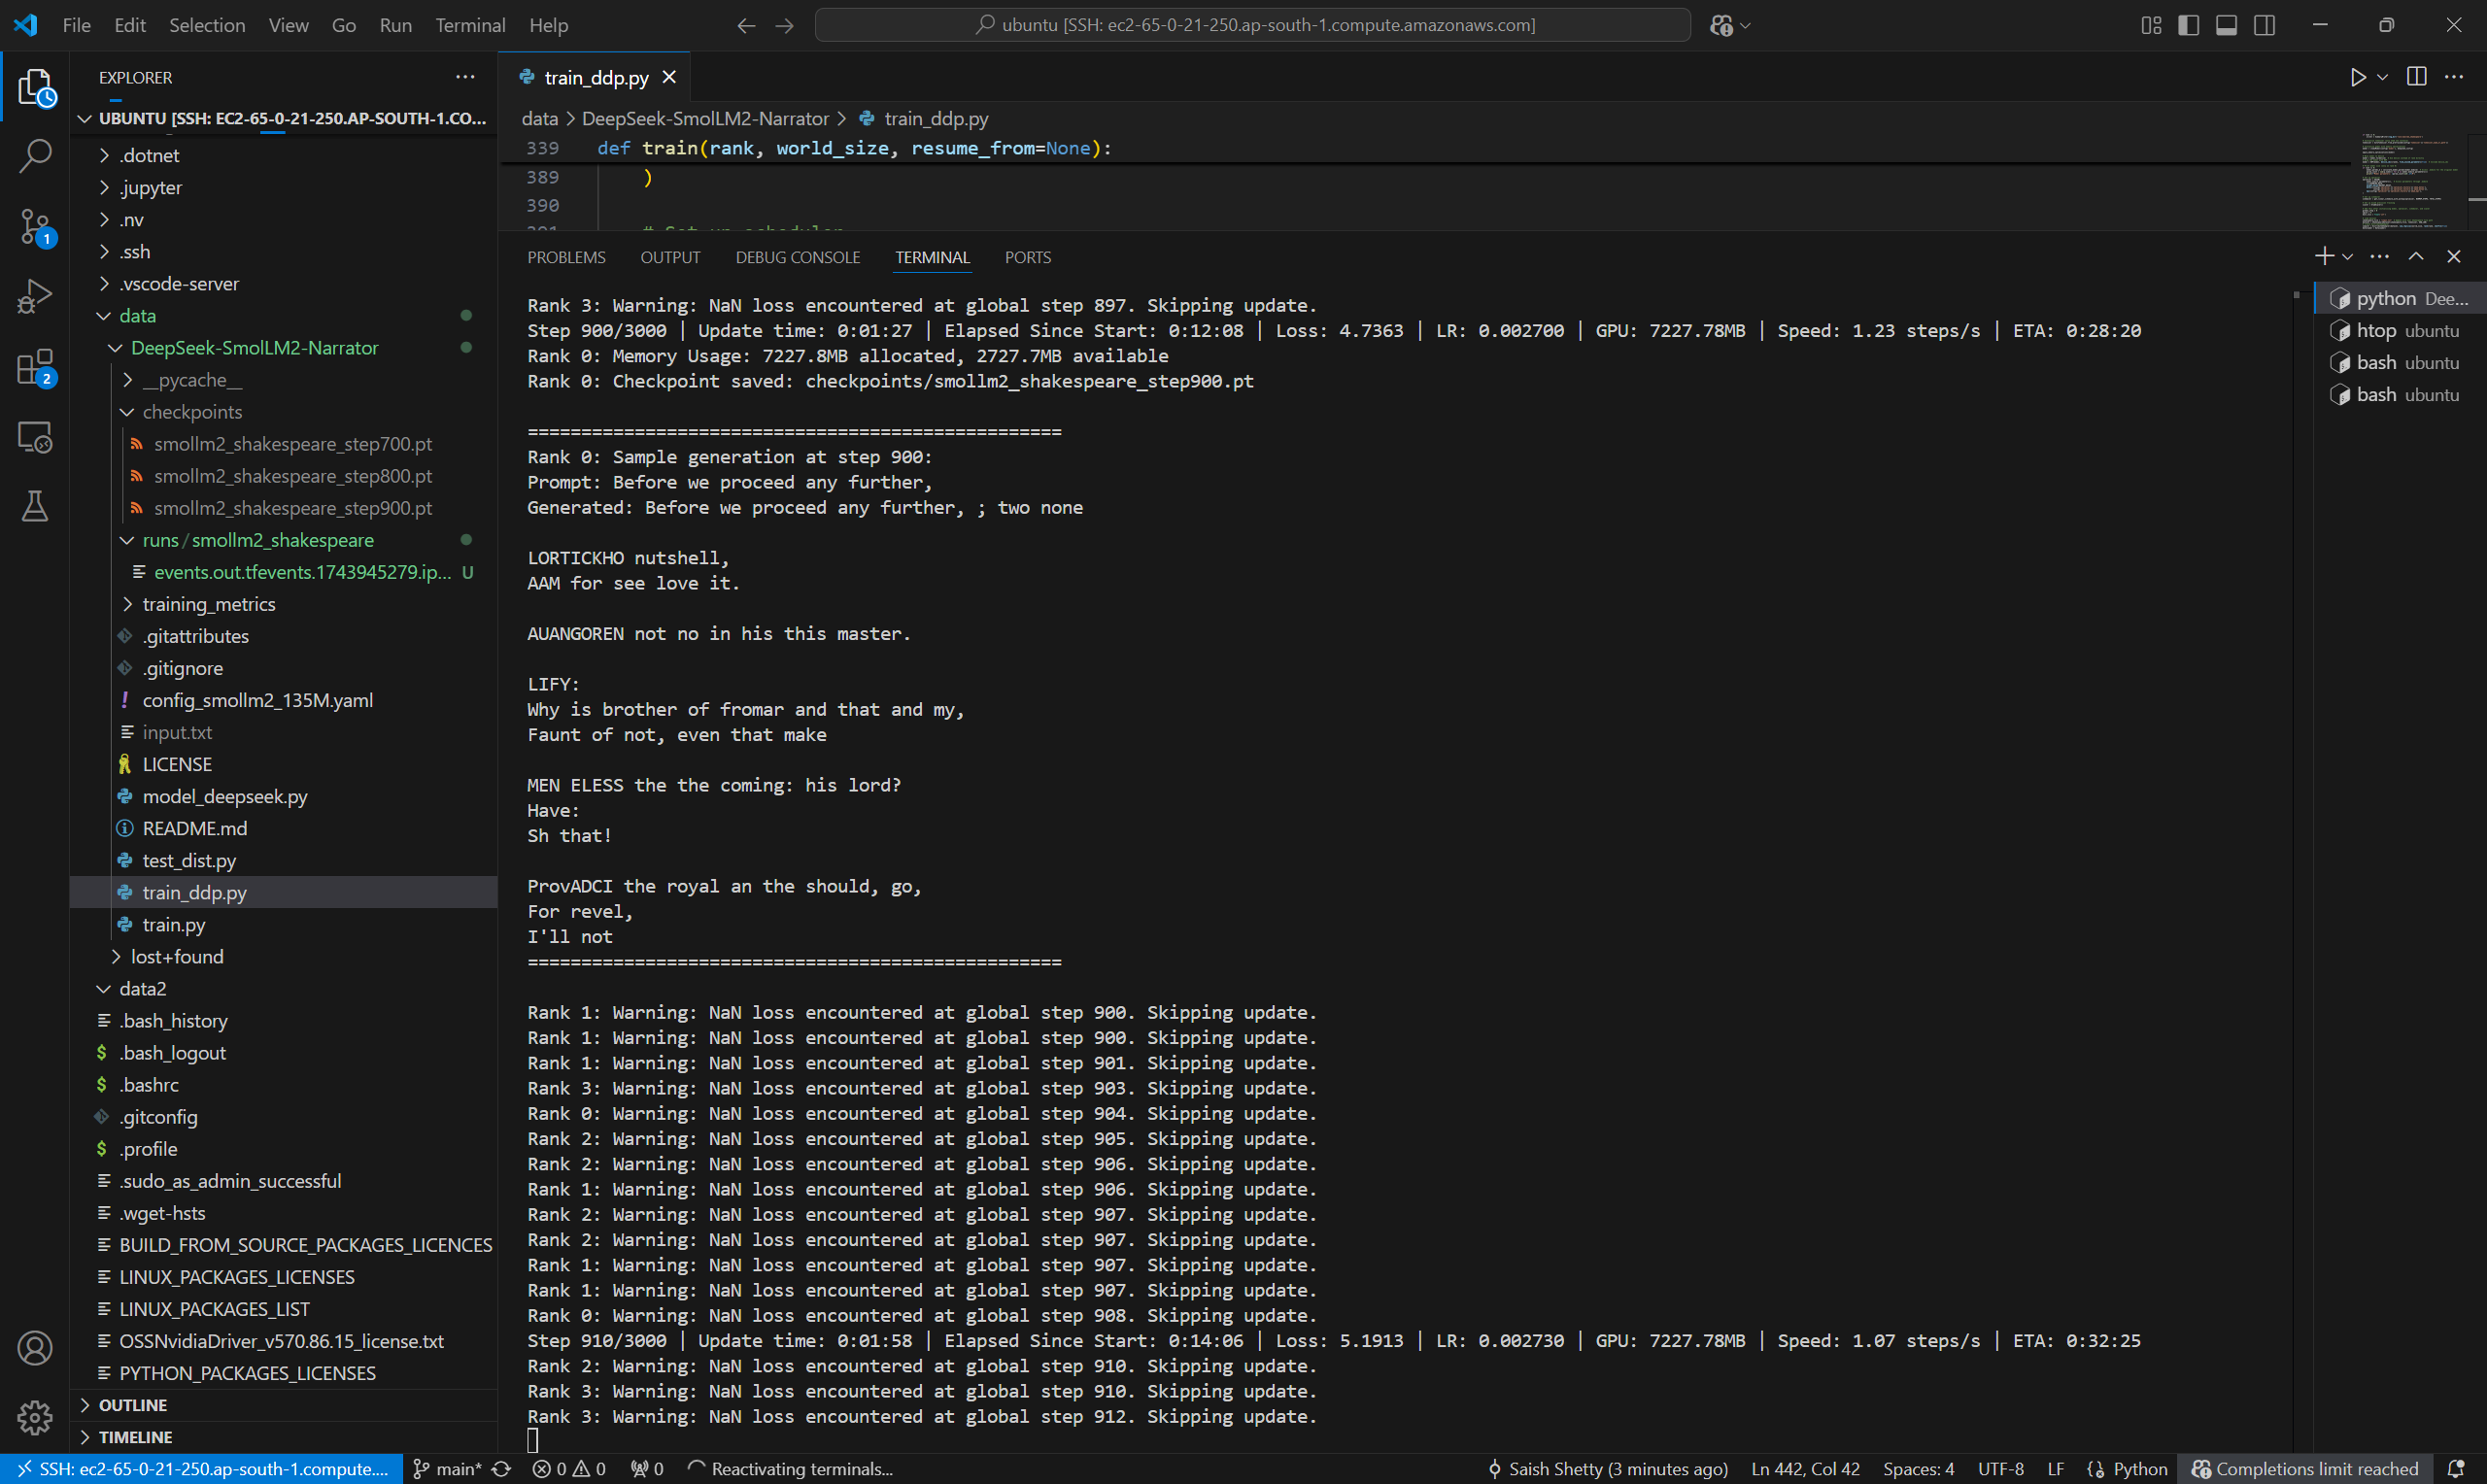 File Edit Selection View Go Run Terminal Help
ubuntu [SSH: ec2-65-0-21-250.ap-south-1.compute.amazonaws.com]
EXPLORER
UBUNTU [SSH: EC2-65-0-21-250.AP-SOUTH-1.CO...
.dotnet
.jupyter
.nv
.ssh
.vscode-server
data
DeepSeek-SmolLM2-Narrator
__pycache__
checkpoints
smollm2_shakespeare_step700.pt
smollm2_shakespeare_step800.pt
smollm2_shakespeare_step900.pt
runs/smollm2_shakespeare
events.out.tfevents.1743945279.ip... U
training_metrics
.gitattributes
.gitignore
config_smollm2_135M.yaml
input.txt
LICENSE
model_deepseek.py
README.md
test_dist.py
train_ddp.py
train.py
lost+found
data2
.bash_history
.bash_logout
.bashrc
.gitconfig
.profile
.sudo_as_admin_successful
.wget-hsts
BUILD_FROM_SOURCE_PACKAGES_LICENCES
LINUX_PACKAGES_LICENSES
LINUX_PACKAGES_LIST
OSSNvidiaDriver_v570.86.15_license.txt
PYTHON_PACKAGES_LICENSES
OUTLINE
TIMELINE
1
2
train_ddp.py
data > DeepSeek-SmolLM2-Narrator > train_ddp.py
339 def train(rank, world_size, resume_from=None):
389 )
390
391 # Set up scheduler
PROBLEMS OUTPUT DEBUG CONSOLE TERMINAL PORTS
Rank 3: Warning: NaN loss encountered at global step 897. Skipping update.
Step 900/3000 | Update time: 0:01:27 | Elapsed Since Start: 0:12:08 | Loss: 4.7363 | LR: 0.002700 | GPU: 7227.78MB | Speed: 1.23 steps/s | ETA: 0:28:20
Rank 0: Memory Usage: 7227.8MB allocated, 2727.7MB available
Rank 0: Checkpoint saved: checkpoints/smollm2_shakespeare_step900.pt
==================================================
Rank 0: Sample generation at step 900:
Prompt: Before we proceed any further,
Generated: Before we proceed any further, ; two none
LORTICKHO nutshell,
AAM for see love it.
AUANGOREN not no in his this master.
LIFY:
Why is brother of fromar and that and my,
Faunt of not, even that make
MEN ELESS the the coming: his lord?
Have:
Sh that!
ProvADCI the royal an the should, go,
For revel,
I'll not
==================================================
Rank 1: Warning: NaN loss encountered at global step 900. Skipping update.
Rank 1: Warning: NaN loss encountered at global step 900. Skipping update.
Rank 1: Warning: NaN loss encountered at global step 901. Skipping update.
Rank 3: Warning: NaN loss encountered at global step 903. Skipping update.
Rank 0: Warning: NaN loss encountered at global step 904. Skipping update.
Rank 2: Warning: NaN loss encountered at global step 905. Skipping update.
Rank 2: Warning: NaN loss encountered at global step 906. Skipping update.
Rank 1: Warning: NaN loss encountered at global step 906. Skipping update.
Rank 2: Warning: NaN loss encountered at global step 907. Skipping update.
Rank 2: Warning: NaN loss encountered at global step 907. Skipping update.
Rank 1: Warning: NaN loss encountered at global step 907. Skipping update.
Rank 1: Warning: NaN loss encountered at global step 907. Skipping update.
Rank 0: Warning: NaN loss encountered at global step 908. Skipping update.
Step 910/3000 | Update time: 0:01:58 | Elapsed Since Start: 0:14:06 | Loss: 5.1913 | LR: 0.002730 | GPU: 7227.78MB | Speed: 1.07 steps/s | ETA: 0:32:25
Rank 2: Warning: NaN loss encountered at global step 910. Skipping update.
Rank 3: Warning: NaN loss encountered at global step 910. Skipping update.
Rank 3: Warning: NaN loss encountered at global step 912. Skipping update.
python Dee...
htop ubuntu
bash ubuntu
bash ubuntu
SSH: ec2-65-0-21-250.ap-south-1.compute.... main* 0 0 0 Reactivating terminals... Saish Shetty (3 minutes ago) Ln 442, Col 42 Spaces: 4 UTF-8 LF Python Completions limit reached